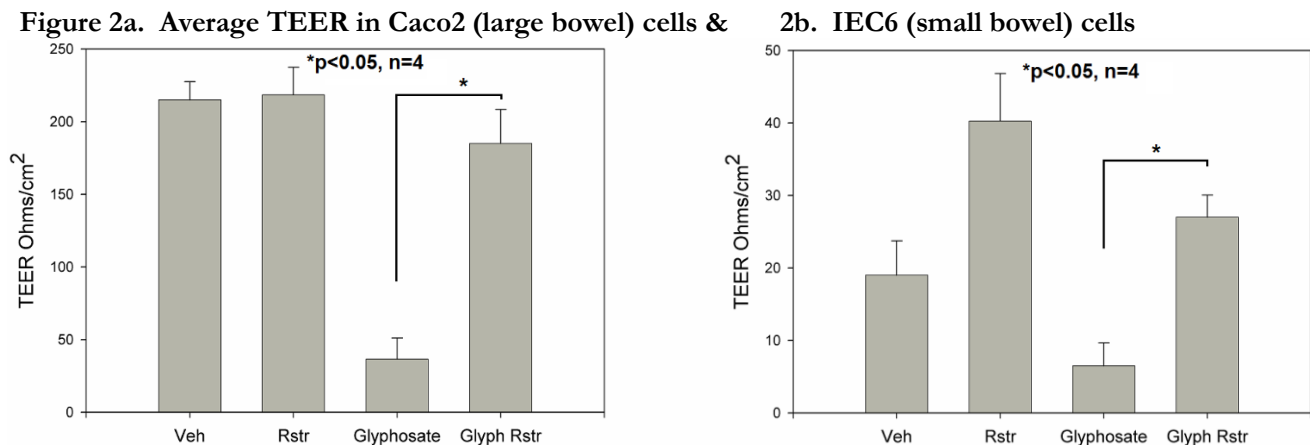 Figure 2a. Average TEER in Caco2 (large bowel) cells & 2b. IEC6 (small bowel) cells
250
200
150
100
50
0
TEER Ohms/cm²
*p<0.05, n=4
*
Veh Rstr Glyphosate Glyph Rstr
50
40
30
20
10
0
TEER Ohms/cm²
*p<0.05, n=4
*
Veh Rstr Glyphosate Glyph Rstr